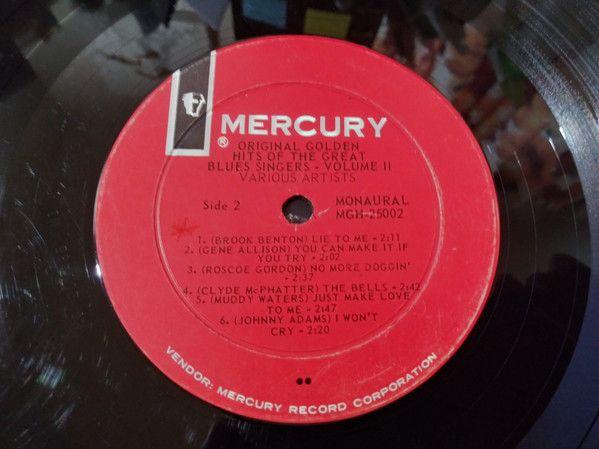 MERCURY
®
ORIGINAL GOLDEN
HITS OF THE GREAT
BLUES SINGERS - VOLUME II
VARIOUS ARTISTS
Side 2
MONAURAL
MGH-25002
1. (BROOK BENTON) LIE TO ME - 2:11
2. (GENE ALLISON) YOU CAN MAKE IT IF
YOU TRY - 2:02
3. (ROSCOE GORDON) NO MORE DOGGIN'
- 2:37
4. (CLYDE McPHATTER) THE BELLS - 2:42
5. (MUDDY WATERS) JUST MAKE LOVE
TO ME - 2:47
6. (JOHNNY ADAMS) I WON'T
CRY - 2:20
VENDOR: MERCURY RECORD CORPORATION